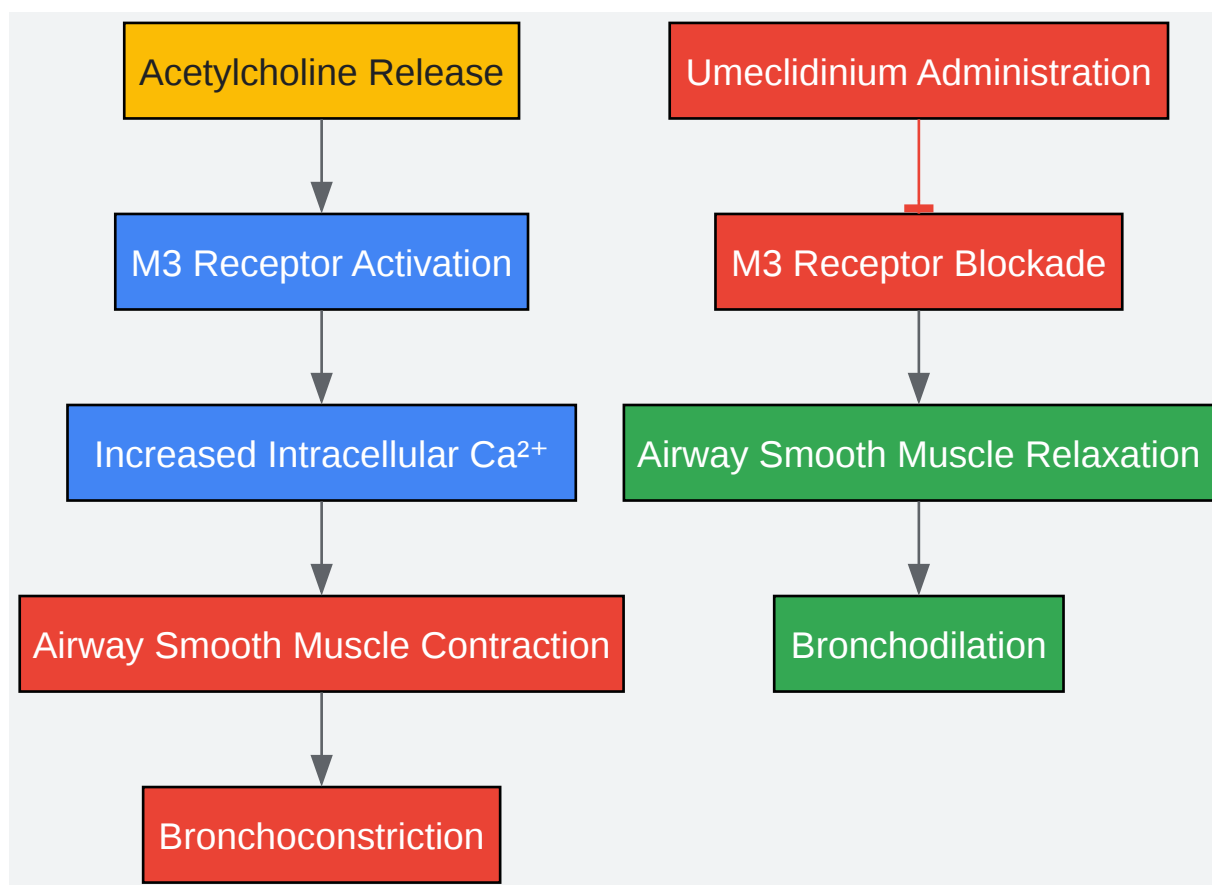 Acetylcholine Release
Umeclidinium Administration
M3 Receptor Activation
M3 Receptor Blockade
Increased Intracellular Ca²⁺
Airway Smooth Muscle Relaxation
Airway Smooth Muscle Contraction
Bronchodilation
Bronchoconstriction